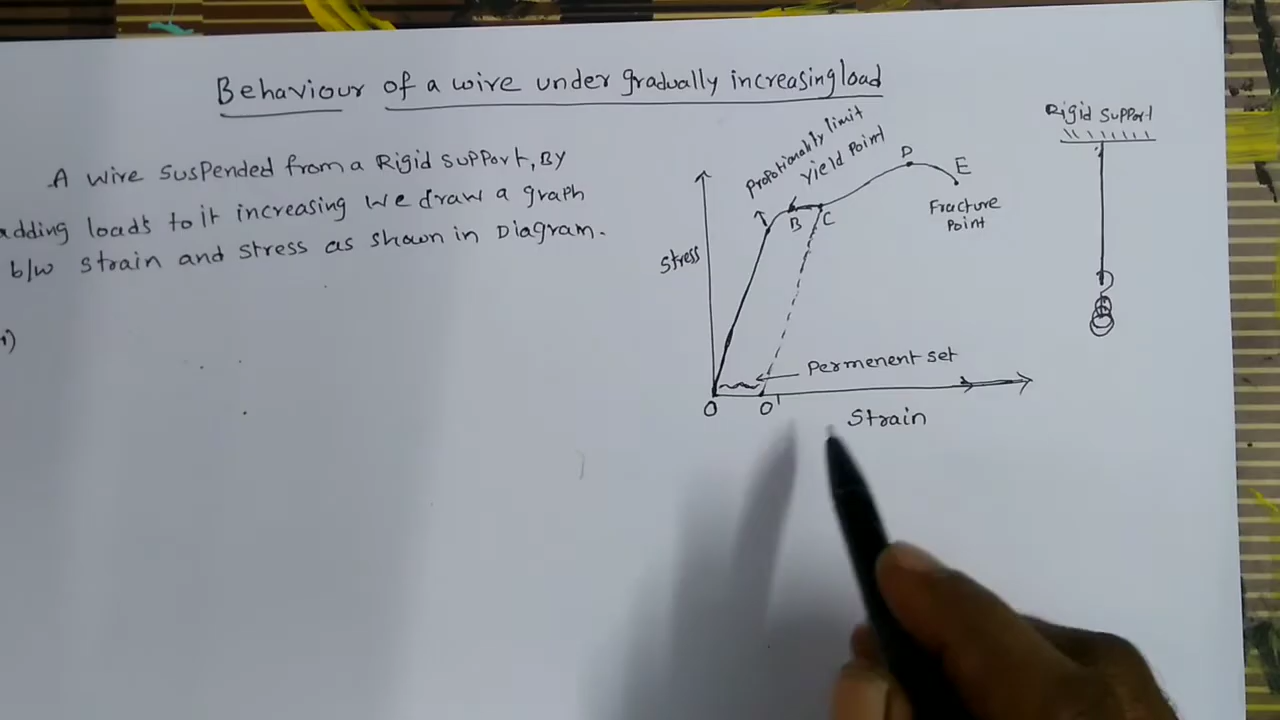 Behaviour of a wire under gradually increasing load
A wire suspended from a Rigid support, By
adding loads to it increasing We draw a graph
b/w strain and stress as shown in Diagram.
1)
Propotionality limit
yield Point
Stress
B
C
D
E
Fracture
Point
Permenent set
O
O'
Strain
Rigid Support